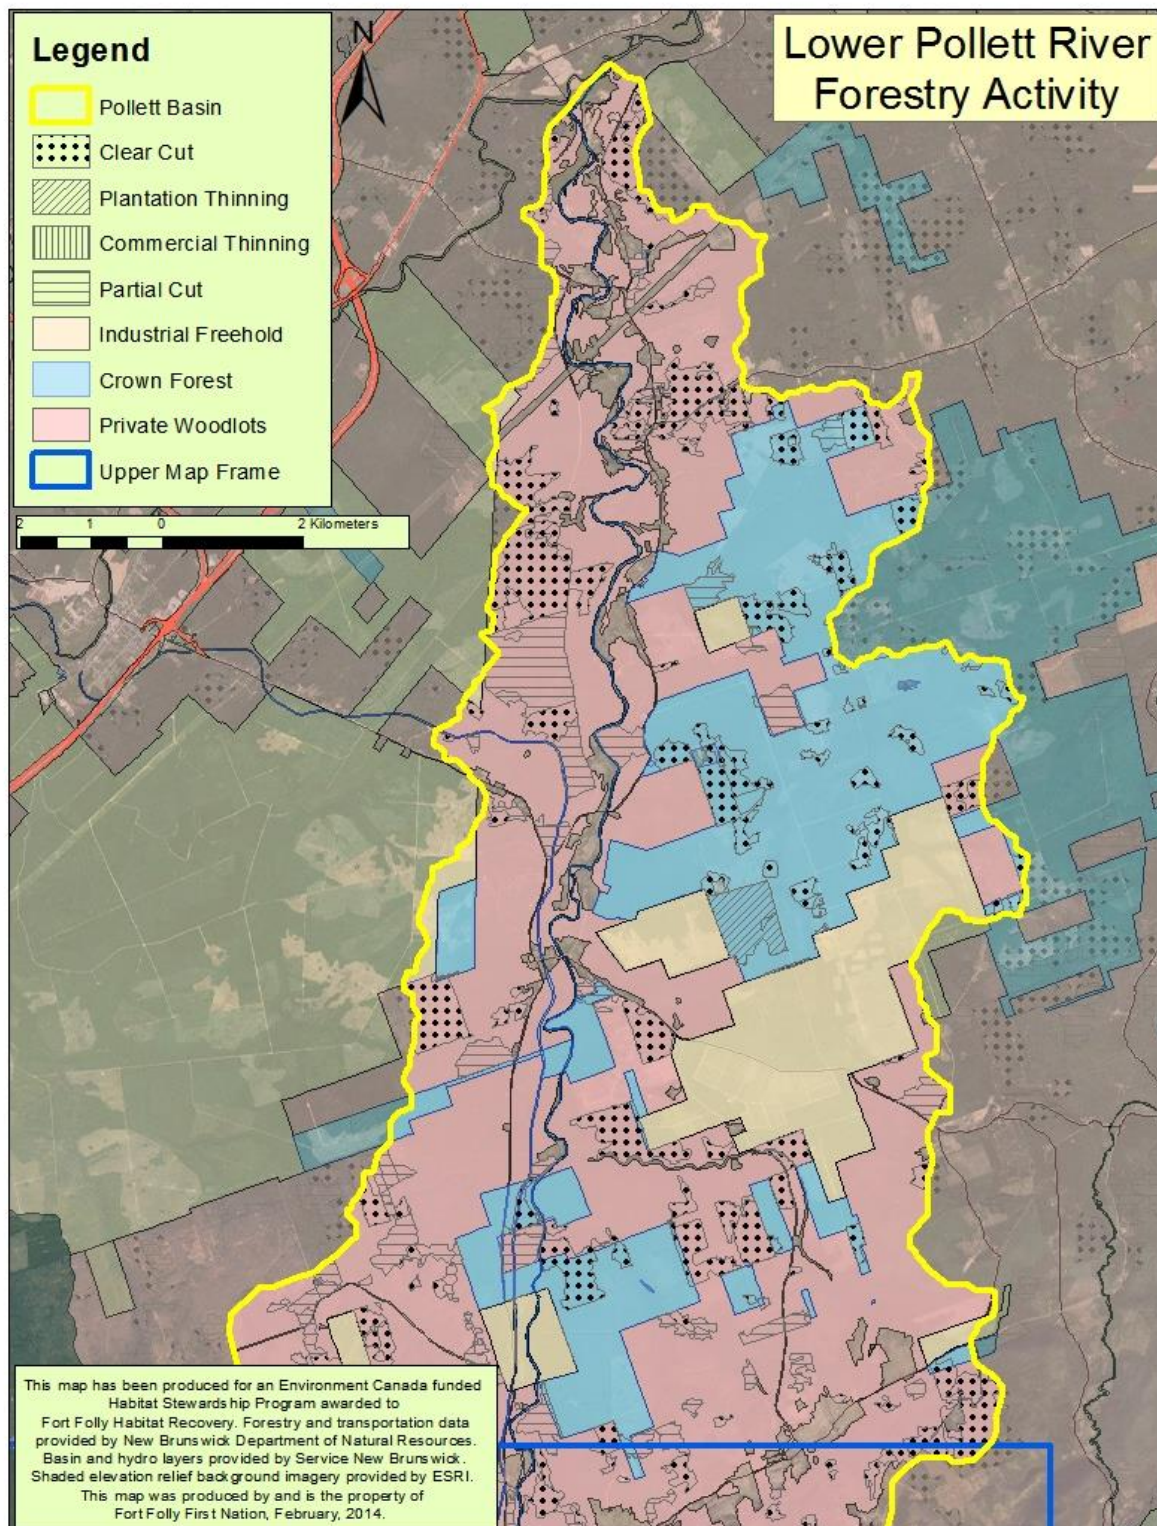 Legend
Pollett Basin
Clear Cut
Plantation Thinning
Commercial Thinning
Partial Cut
Industrial Freehold
Crown Forest
Private Woodlots
Upper Map Frame
N
Lower Pollett River
Forestry Activity
2 1 0 2 Kilometers
This map has been produced for an Environment Canada funded
Habitat Stewardship Program awarded to
Fort Folly Habitat Recovery. Forestry and transportation data
provided by New Brunswick Department of Natural Resources.
Basin and hydro layers provided by Service New Brunswick.
Shaded elevation relief background imagery provided by ESRI.
This map was produced by and is the property of
Fort Folly First Nation, February, 2014.